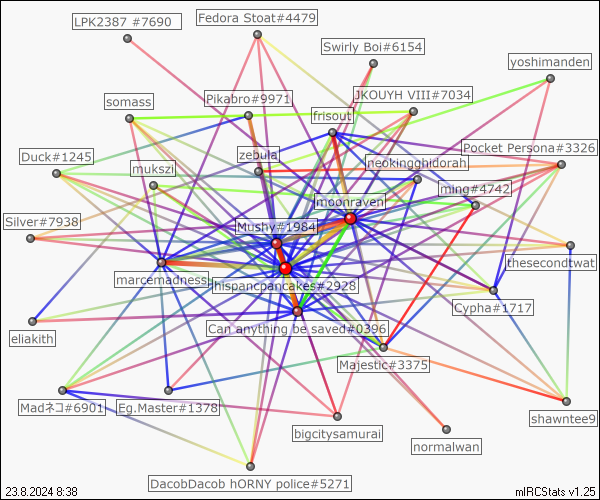 LPK2387 #7690
Fedora Stoat#4479
Swirly Boi#6154
yoshimanden
somass
Pikabro#9971
JKOUYH VIII#7034
frisout
Duck#1245
mukszi
zebula
neokingghidorah
Pocket Persona#3326
ming#4742
moonraven
Silver#7938
Mushy#1984
thesecondtwat
marcemadness
hispancpancakes#2928
Cypha#1717
eliakith
Can anything be saved#0396
Majestic#3375
Madネコ#6901
Eg.Master#1378
shawntee9
bigcitysamurai
normalwan
DacobDacob hORNY police#5271
23.8.2024 8:38
mIRCStats v1.25